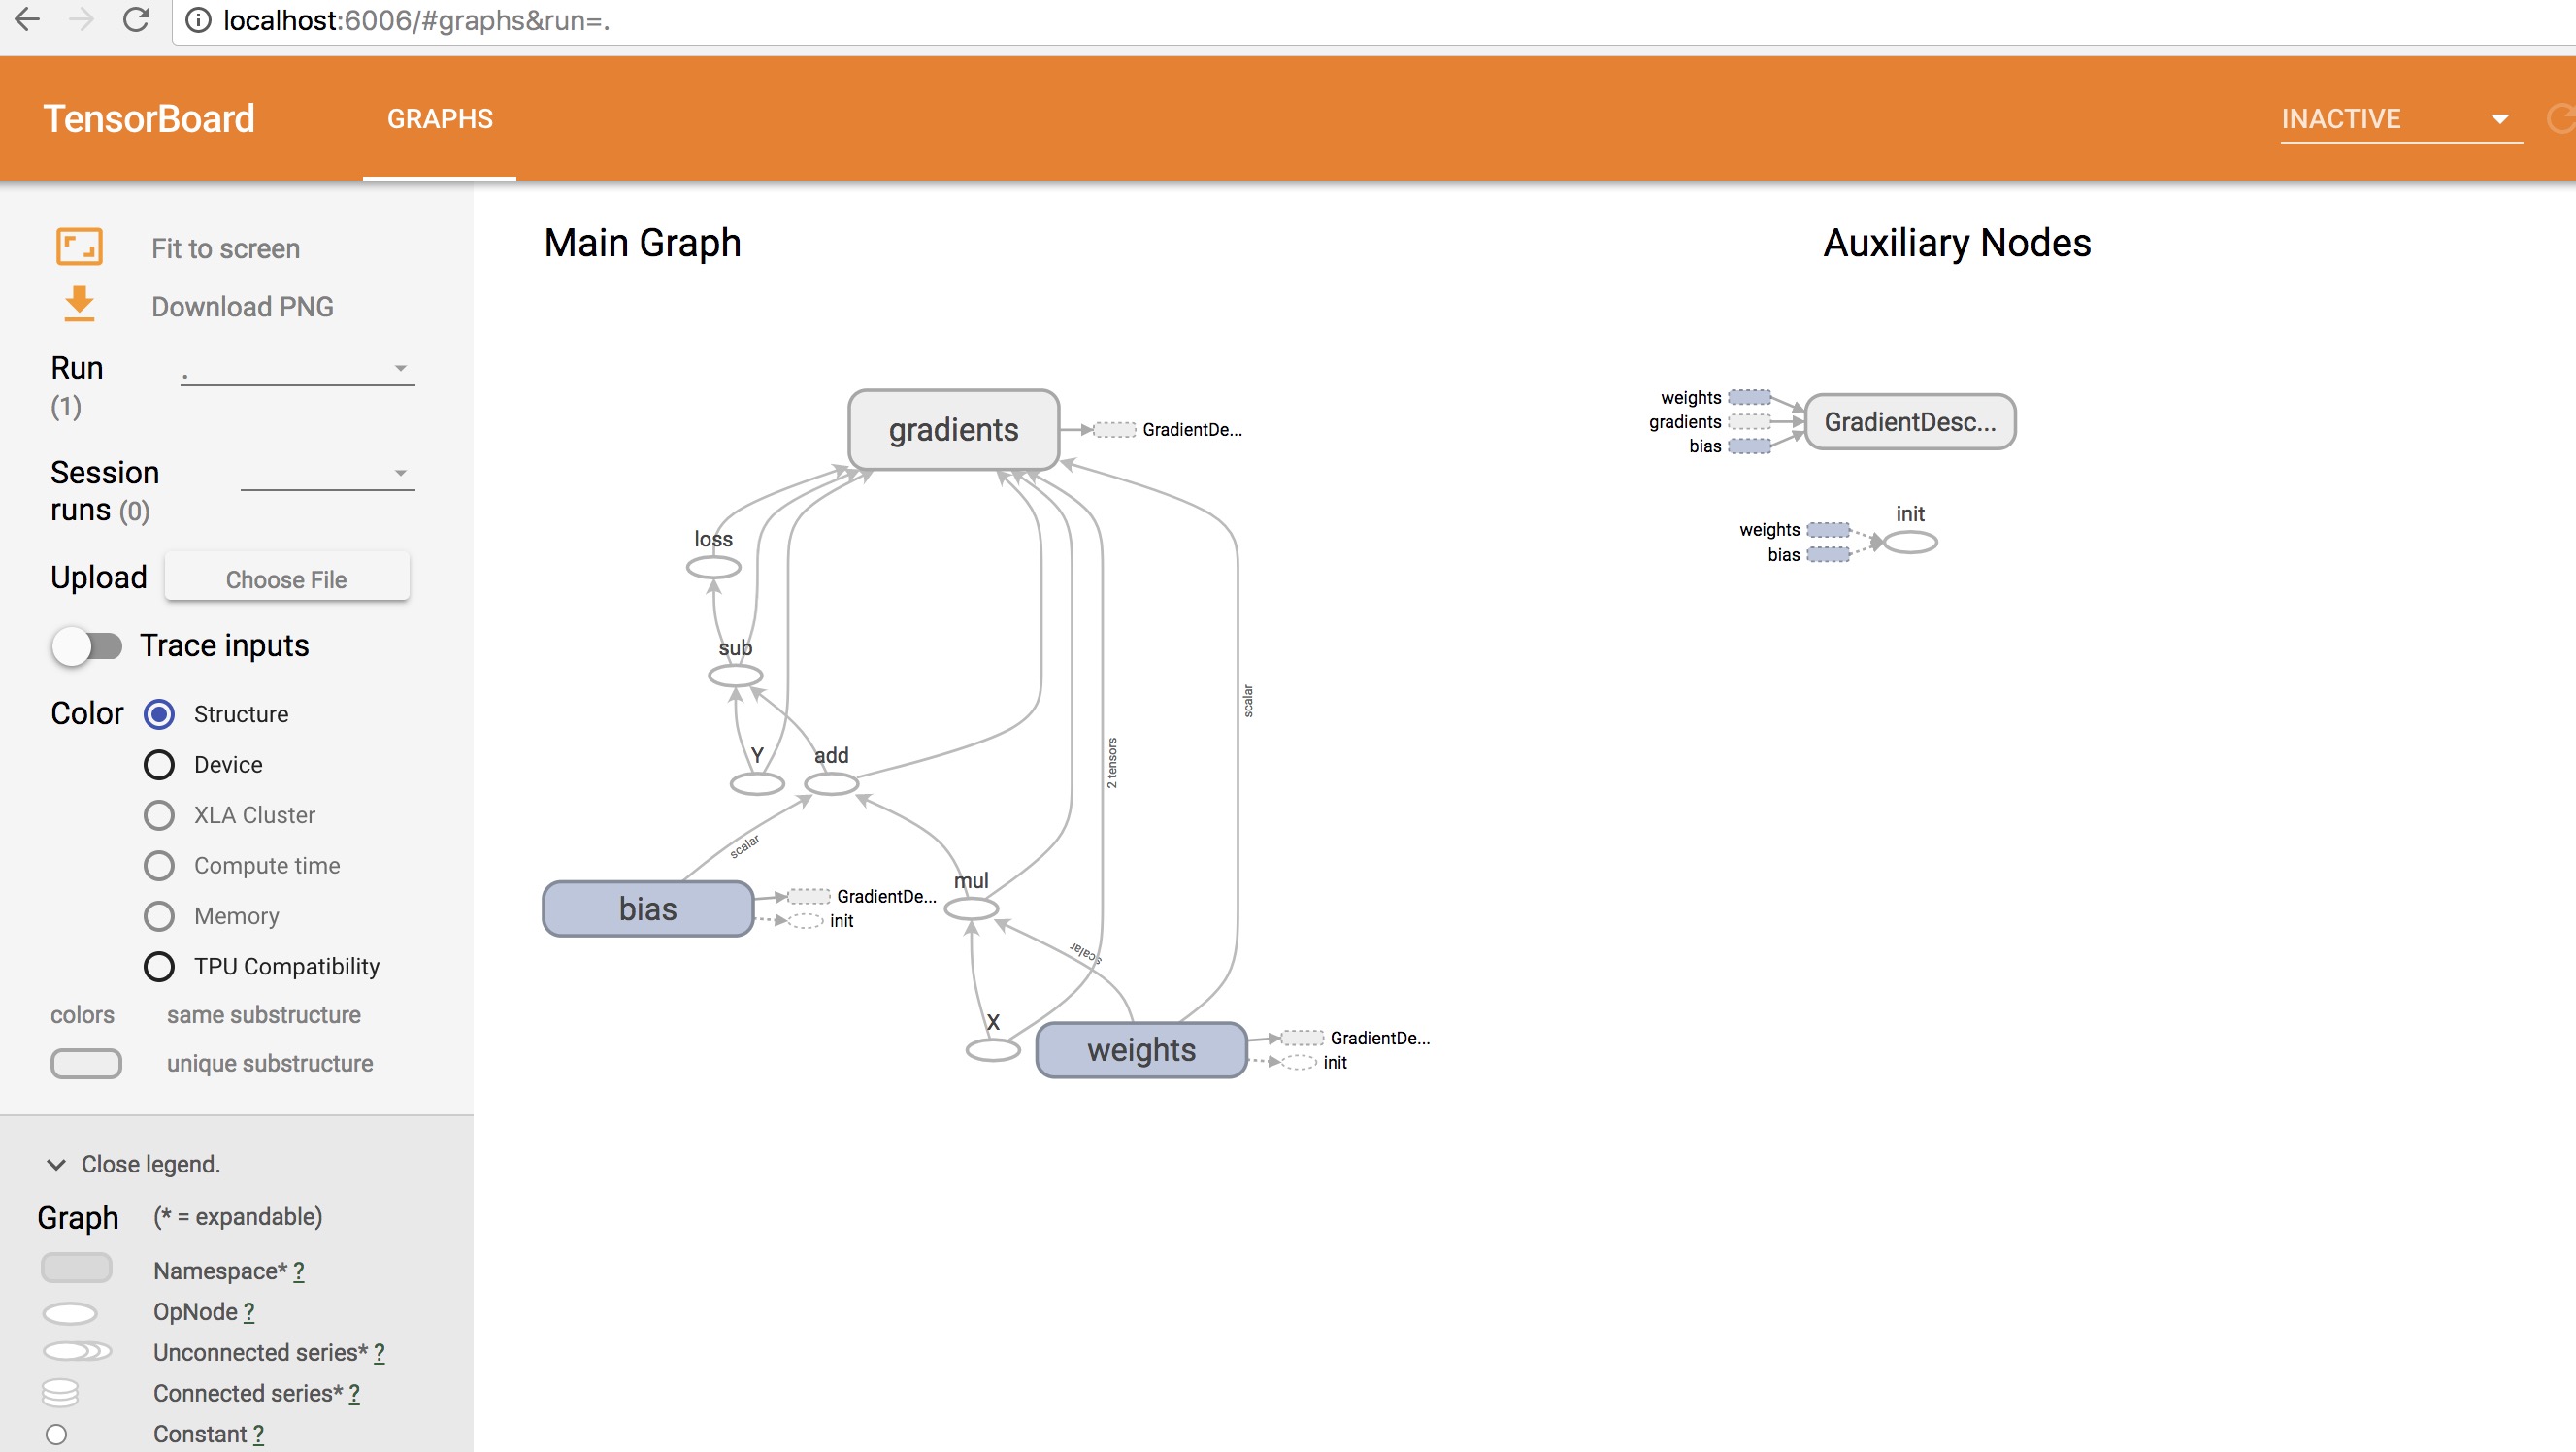 localhost:6006/#graphs&run=.
TensorBoard
GRAPHS
INACTIVE
Fit to screen
Download PNG
Run
(1)
.
Session
runs (0)
Upload
Choose File
Trace inputs
Color
Structure
Device
XLA Cluster
Compute time
Memory
TPU Compatibility
colors
same substructure
unique substructure
Close legend.
Graph
(* = expandable)
Namespace* ?
OpNode ?
Unconnected series* ?
Connected series* ?
Constant ?
Main Graph
gradients
GradientDe...
loss
sub
Y
add
scalar
2 tensors
scalar
bias
GradientDe...
init
mul
scalar
X
weights
GradientDe...
init
Auxiliary Nodes
weights
gradients
bias
GradientDesc...
init
weights
bias